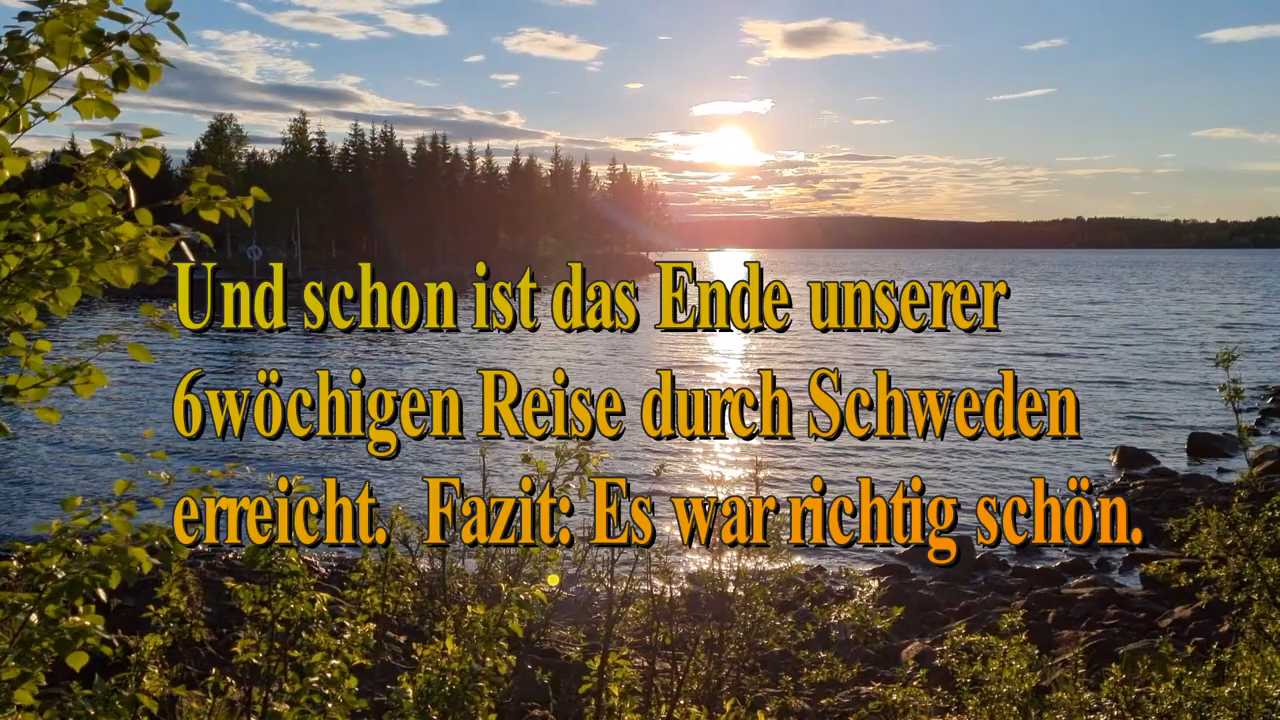 Und schon ist das Ende unserer
6wöchigen Reise durch Schweden
erreicht.  Fazit: Es war richtig schön.